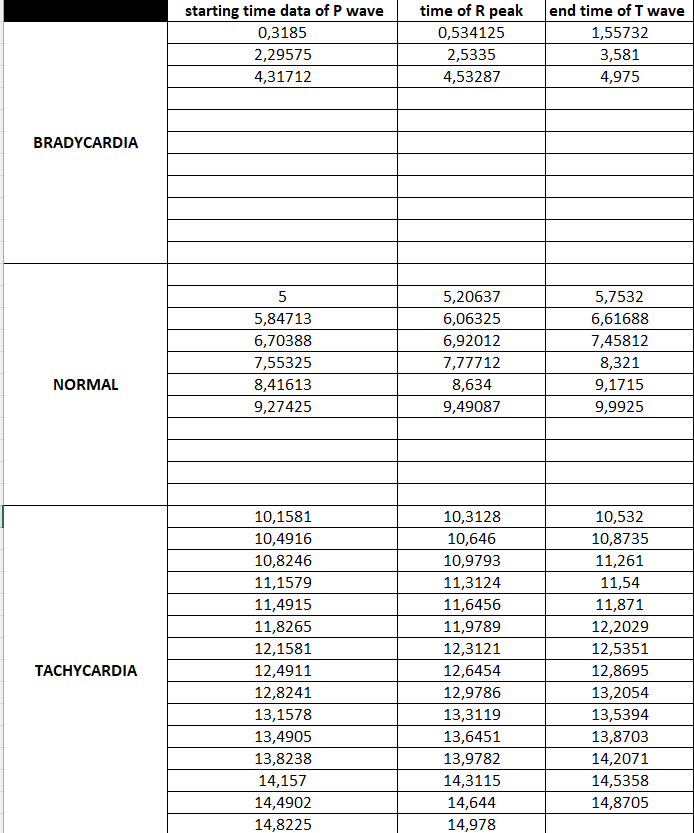 starting time data of P wave time of R peak end time of T wave
0,3185 0,534125 1,55732
2,29575 2,5335 3,581
4,31712 4,53287 4,975
BRADYCARDIA
5 5,20637 5,7532
5,84713 6,06325 6,61688
6,70388 6,92012 7,45812
7,55325 7,77712 8,321
NORMAL 8,41613 8,634 9,1715
9,27425 9,49087 9,9925
10,1581 10,3128 10,532
10,4916 10,646 10,8735
10,8246 10,9793 11,261
11,1579 11,3124 11,54
11,4915 11,6456 11,871
11,8265 11,9789 12,2029
12,1581 12,3121 12,5351
TACHYCARDIA 12,4911 12,6454 12,8695
12,8241 12,9786 13,2054
13,1578 13,3119 13,5394
13,4905 13,6451 13,8703
13,8238 13,9782 14,2071
14,157 14,3115 14,5358
14,4902 14,644 14,8705
14,8225 14,978